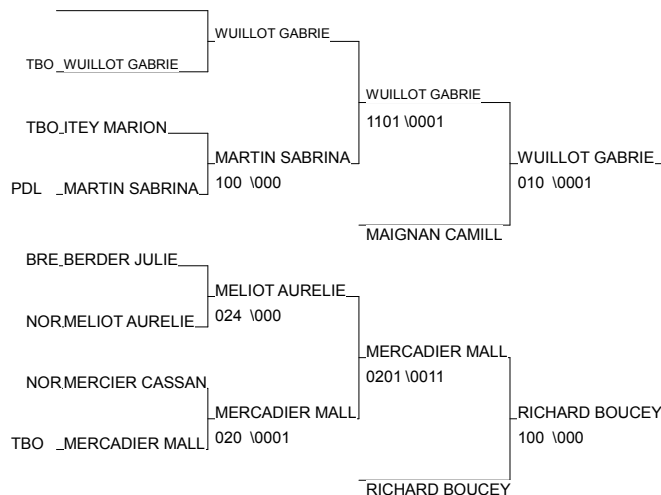 WUILLOT GABRIE
TBO WUILLOT GABRIE
WUILLOT GABRIE
1101 \0001
TBO ITEY MARION
MARTIN SABRINA
100 \000
WUILLOT GABRIE
010 \0001
PDL MARTIN SABRINA
MAIGNAN CAMILL
BRE BERDER JULIE
MELIOT AURELIE
024 \000
NOR MELIOT AURELIE
MERCADIER MALL
0201 \0011
NOR MERCIER CASSAN
MERCADIER MALL
020 \0001
RICHARD BOUCEY
100 \000
TBO MERCADIER MALL
RICHARD BOUCEY